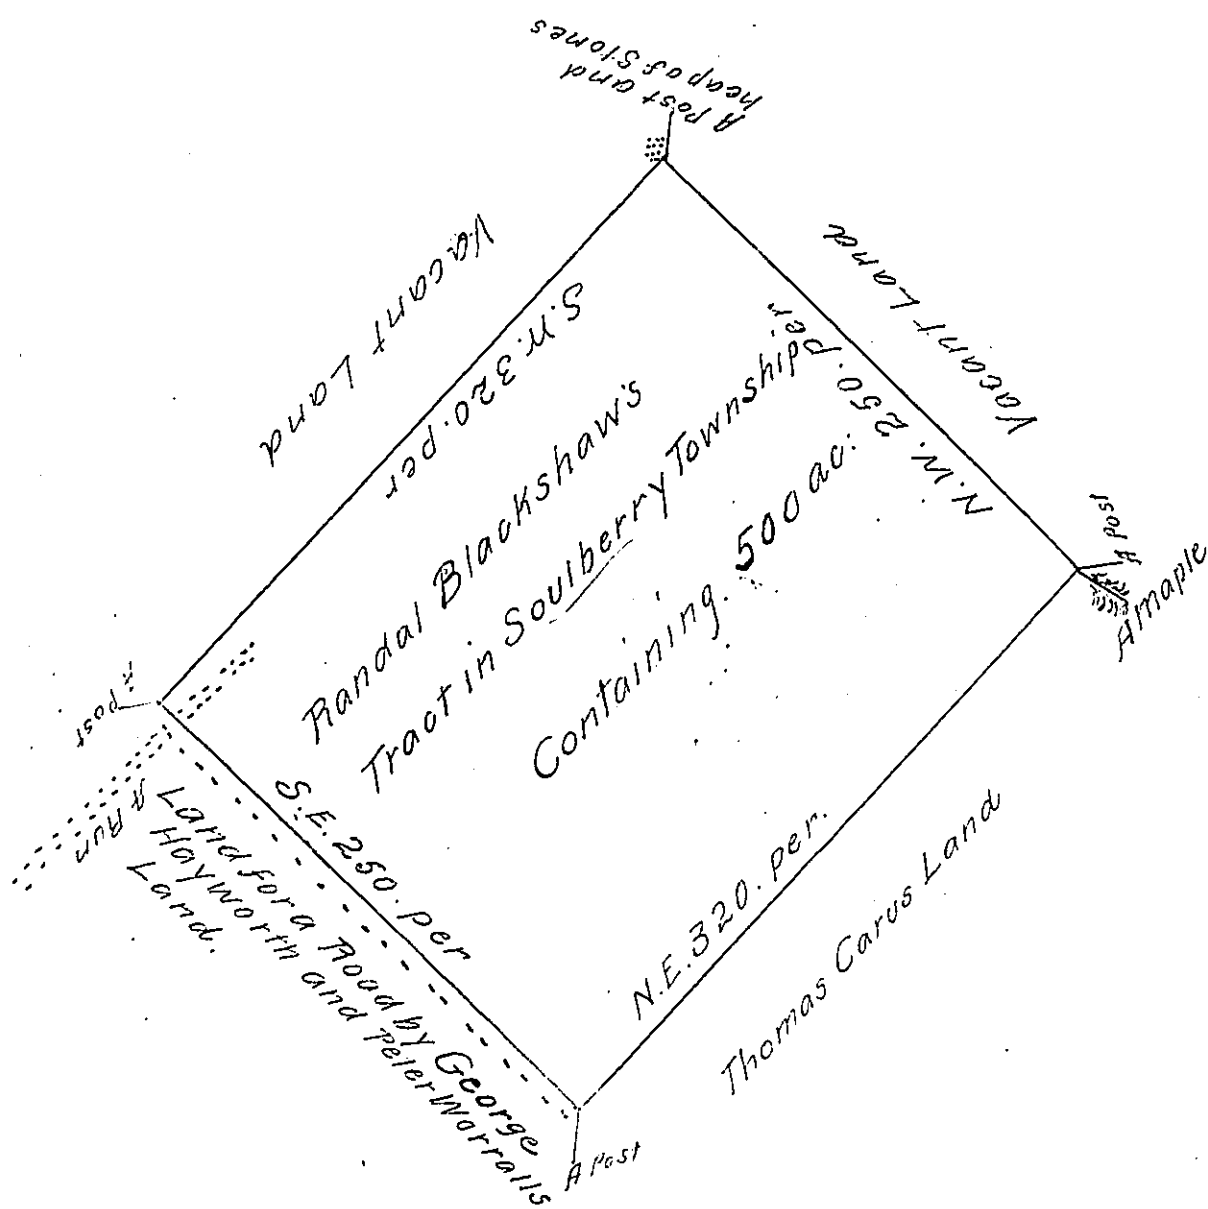 A Post and
heap of Stones
Vacant Land
S.W. 320. per
Vacant Land
N.W. 250. per
Randal Blackshaws
Tract in Soulberry Township
Containing. 500 ac:
A Post
A maple
A Post
A Run
S.E. 250. per
Land for a Road by George
Hayworth and Peter Worralls
Land.
N.E. 320. per.
Thomas Carus Land
A Post